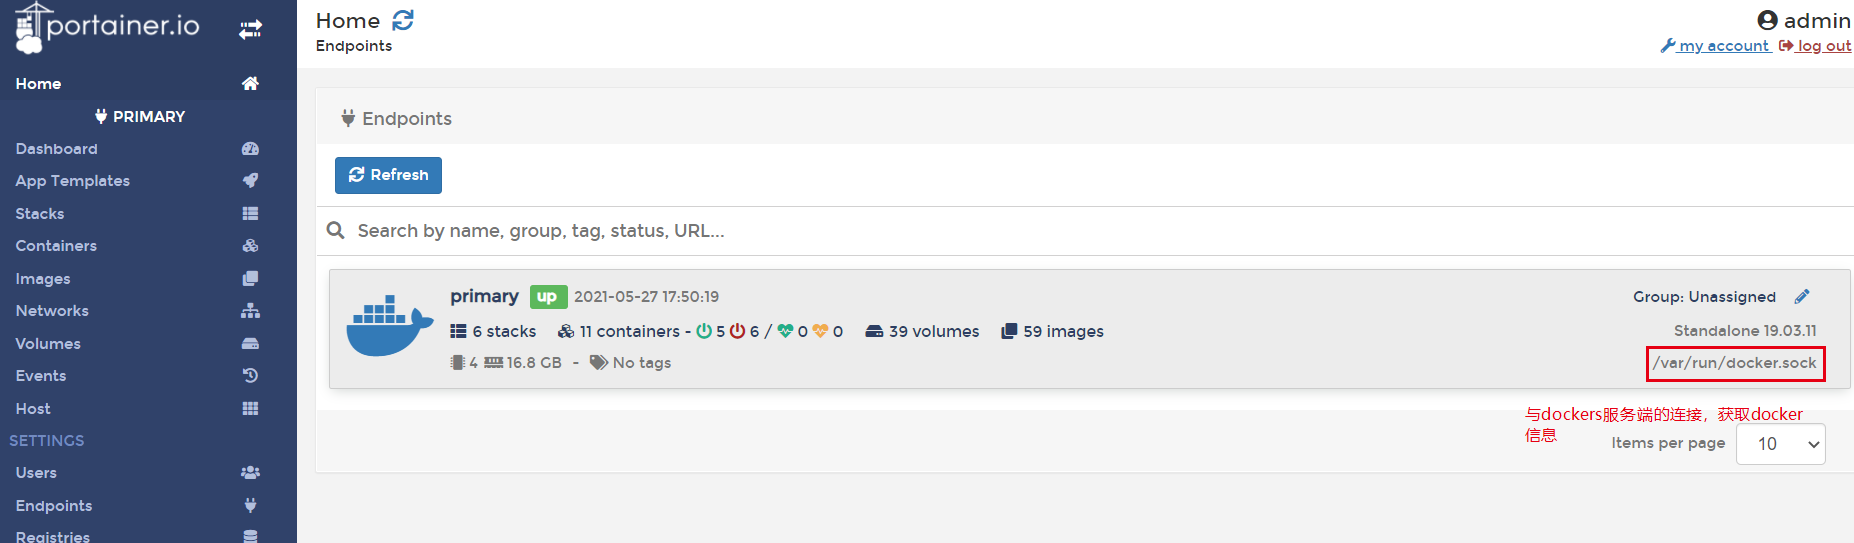 portainer.io
Home
PRIMARY
Dashboard
App Templates
Stacks
Containers
Images
Networks
Volumes
Events
Host
SETTINGS
Users
Endpoints
Registries
Home
Endpoints
admin
my account log out
Endpoints
Refresh
Search by name, group, tag, status, URL...
primary up 2021-05-27 17:50:19
Group: Unassigned
6 stacks 11 containers - 5 6 / 0 0 39 volumes 59 images
Standalone 19.03.11
4 16.8 GB - No tags
/var/run/docker.sock
与dockers服务端的连接，获取docker
信息
Items per page 10